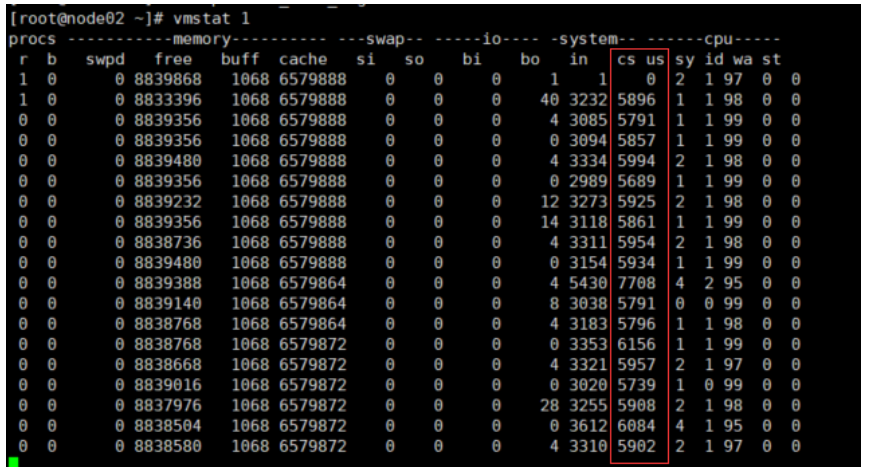 [root@node02 ~]# vmstat 1
procs -----------memory---------- ---swap-- -----io---- -system-- ------cpu-----
r b swpd free buff cache si so bi bo in cs us sy id wa st
1 0 0 8839868 1068 6579888 0 0 0 1 1 0 2 1 97 0 0
1 0 0 8833396 1068 6579888 0 0 0 40 3232 5896 1 1 98 0 0
0 0 0 8839356 1068 6579888 0 0 0 4 3085 5791 1 1 99 0 0
0 0 0 8839356 1068 6579888 0 0 0 0 3094 5857 1 1 99 0 0
0 0 0 8839480 1068 6579888 0 0 0 4 3334 5994 2 1 98 0 0
0 0 0 8839356 1068 6579888 0 0 0 0 2989 5689 1 1 99 0 0
0 0 0 8839232 1068 6579888 0 0 0 12 3273 5925 2 1 98 0 0
0 0 0 8839356 1068 6579888 0 0 0 14 3118 5861 1 1 99 0 0
0 0 0 8838736 1068 6579888 0 0 0 4 3311 5954 2 1 98 0 0
0 0 0 8839480 1068 6579888 0 0 0 0 3154 5934 1 1 99 0 0
0 0 0 8839388 1068 6579864 0 0 0 4 5430 7708 4 2 95 0 0
0 0 0 8839140 1068 6579864 0 0 0 8 3038 5791 0 0 99 0 0
0 0 0 8838768 1068 6579864 0 0 0 4 3183 5796 1 1 98 0 0
0 0 0 8838768 1068 6579872 0 0 0 0 3353 6156 1 1 99 0 0
0 0 0 8838668 1068 6579872 0 0 0 4 3321 5957 2 1 97 0 0
0 0 0 8839016 1068 6579872 0 0 0 0 3020 5739 1 0 99 0 0
0 0 0 8837976 1068 6579872 0 0 0 28 3255 5908 2 1 98 0 0
0 0 0 8838504 1068 6579872 0 0 0 0 3612 6084 4 1 95 0 0
0 0 0 8838580 1068 6579872 0 0 0 4 3310 5902 2 1 97 0 0